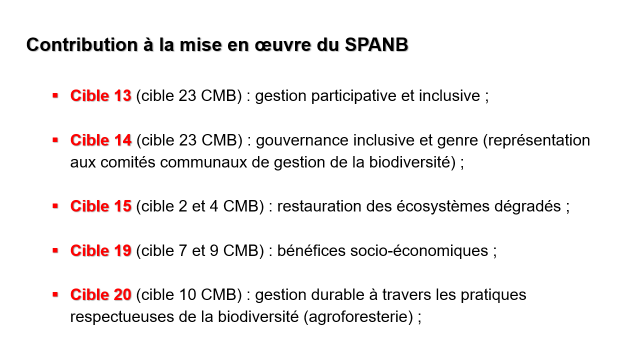 Contribution à la mise en œuvre du SPANB
▪ Cible 13 (cible 23 CMB) : gestion participative et inclusive ;
▪ Cible 14 (cible 23 CMB) : gouvernance inclusive et genre (représentation
aux comités communaux de gestion de la biodiversité) ;
▪ Cible 15 (cible 2 et 4 CMB) : restauration des écosystèmes dégradés ;
▪ Cible 19 (cible 7 et 9 CMB) : bénéfices socio-économiques ;
▪ Cible 20 (cible 10 CMB) : gestion durable à travers les pratiques
respectueuses de la biodiversité (agroforesterie) ;